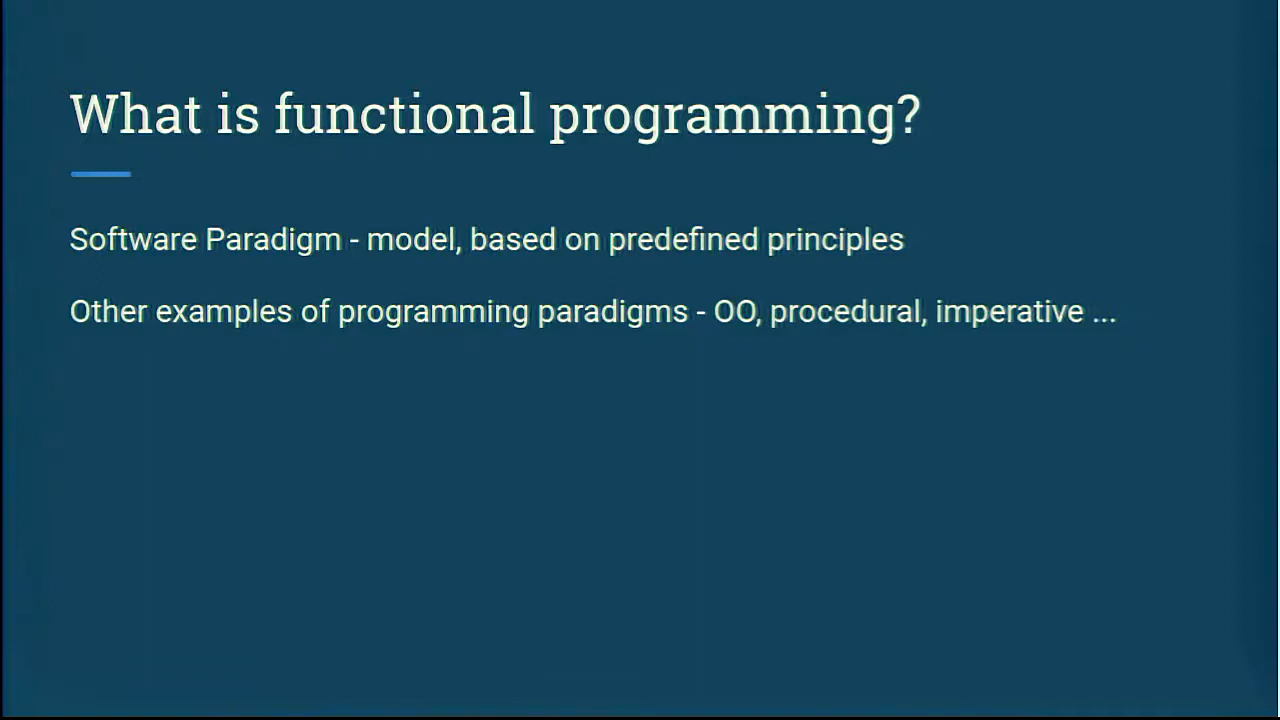 What is functional programming?
Software Paradigm - model, based on predefined principles
Other examples of programming paradigms - OO, procedural, imperative ...